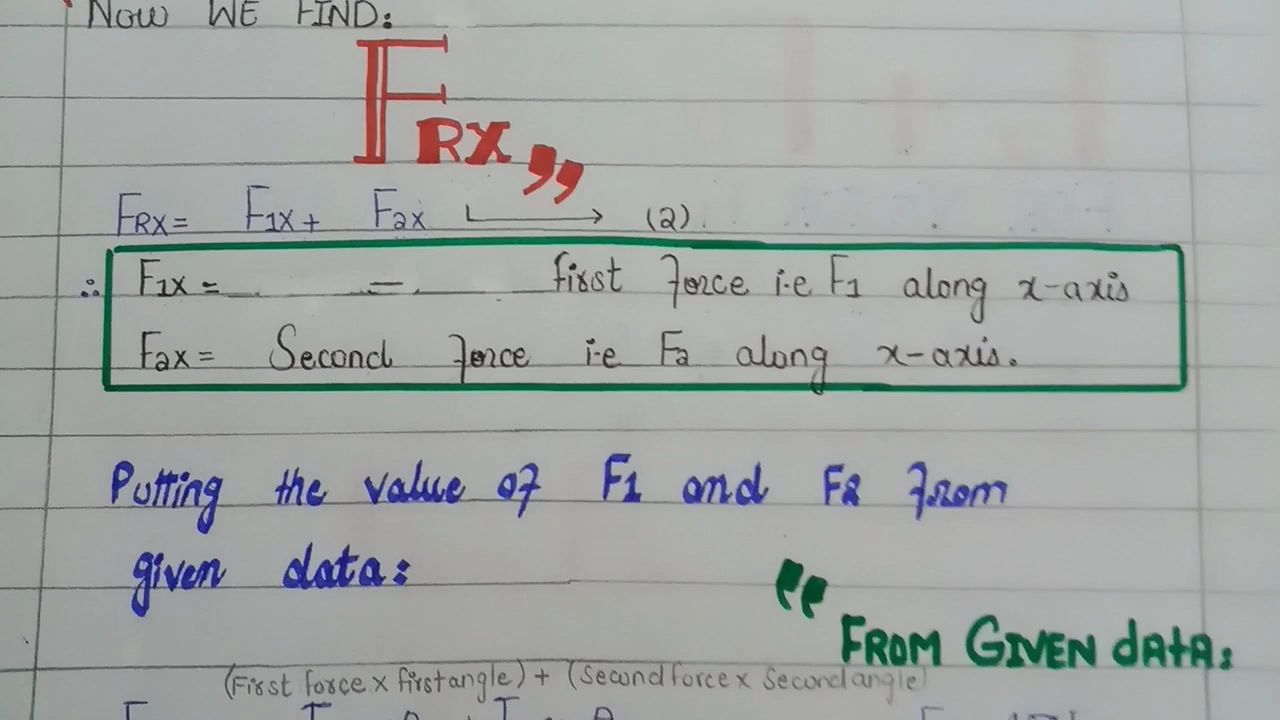 NOW WE FIND:
FRX ,,
FRX = F1X + F2X (2)
∴ F1X = = first force i.e F1 along x-axis
F2X = Second force i-e F2 along x-axis.
Putting the value of F1 and F2 from
given data:
“ FROM GIVEN data:
(First force x first angle) + (Second force x Second angle)